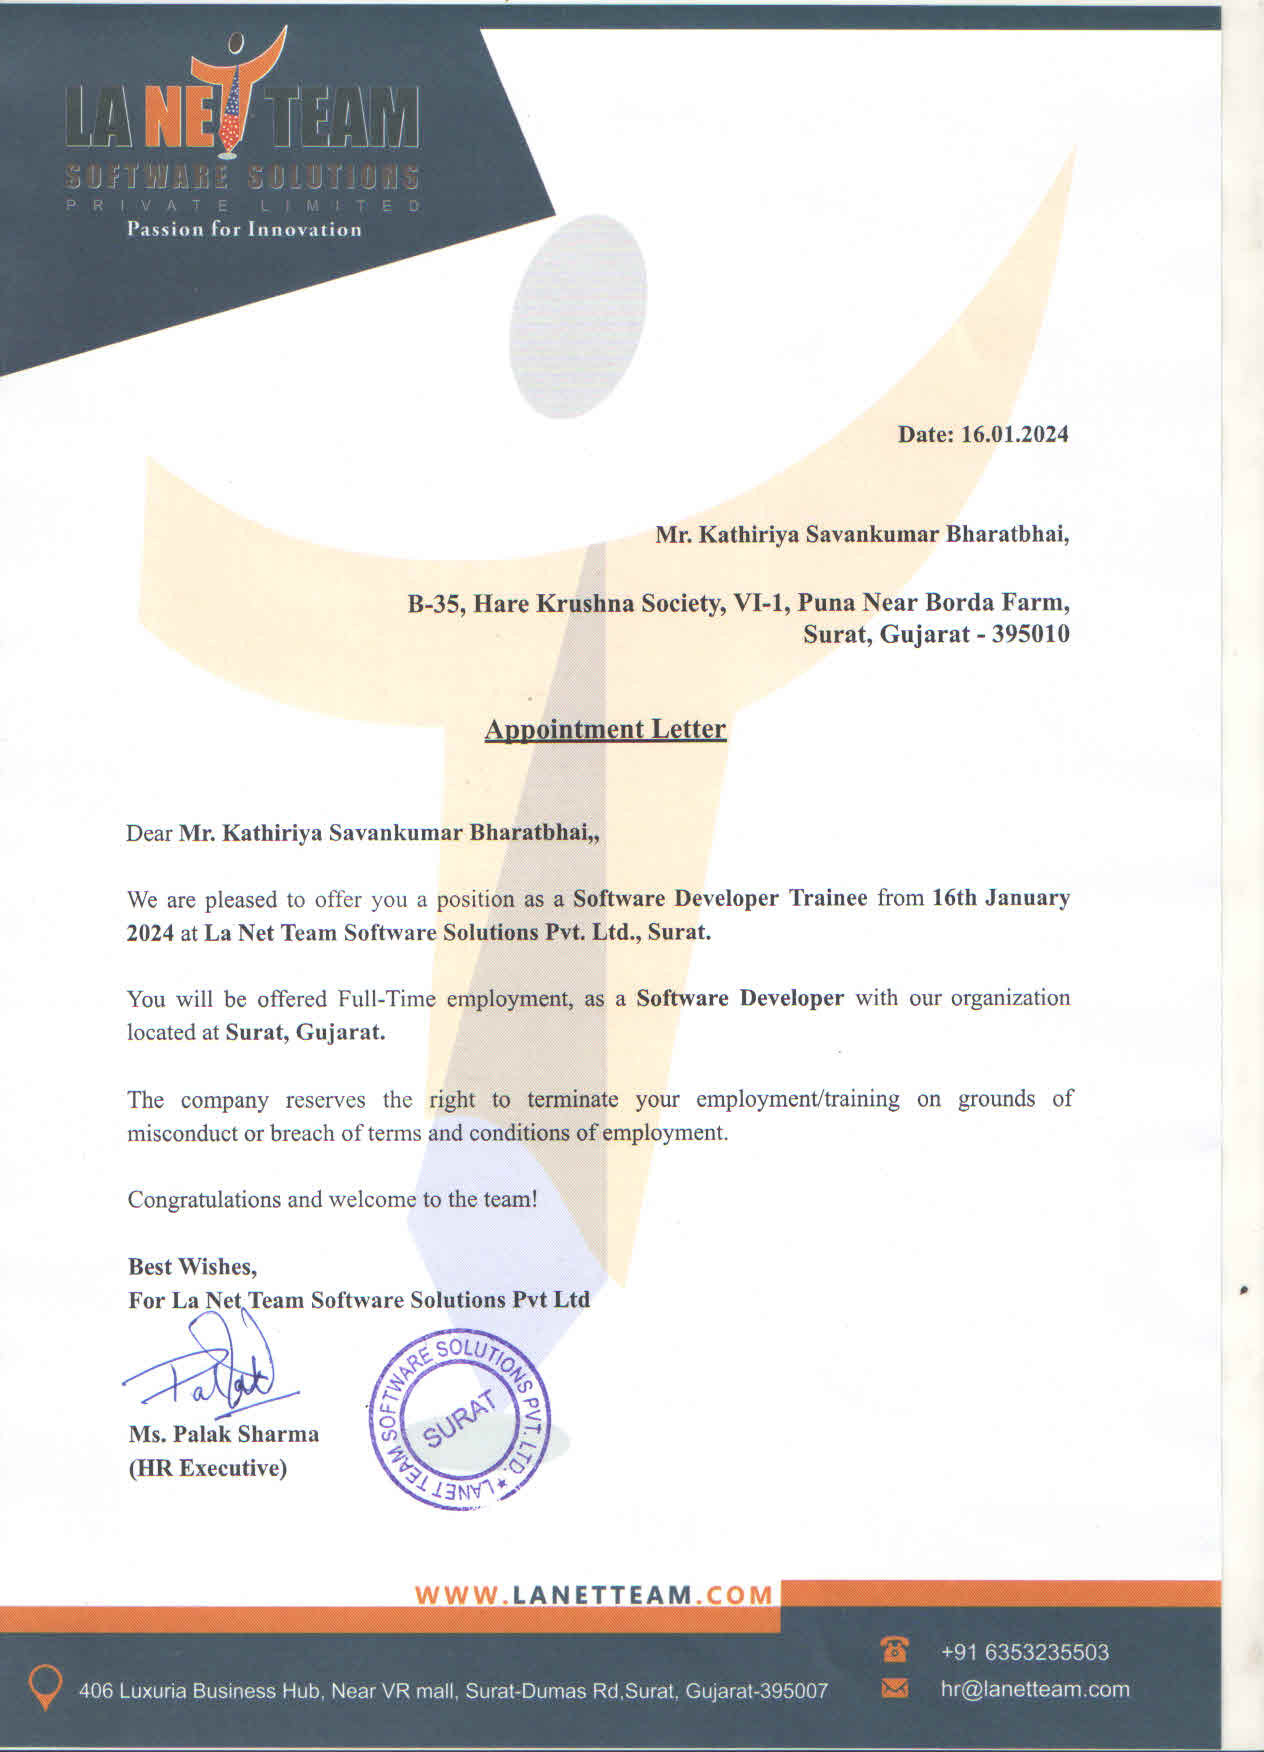 LA NET TEAM
SOFTWARE SOLUTIONS
PRIVATE LIMITED
Passion for Innovation
Date: 16.01.2024
Mr. Kathiriya Savankumar Bharatbhai,
B-35, Hare Krushna Society, VI-1, Puna Near Borda Farm,
Surat, Gujarat - 395010
Appointment Letter
Dear Mr. Kathiriya Savankumar Bharatbhai,,
We are pleased to offer you a position as a Software Developer Trainee from 16th January
2024 at La Net Team Software Solutions Pvt. Ltd., Surat.
You will be offered Full-Time employment, as a Software Developer with our organization
located at Surat, Gujarat.
The company reserves the right to terminate your employment/training on grounds of
misconduct or breach of terms and conditions of employment.
Congratulations and welcome to the team!
Best Wishes,
For La Net Team Software Solutions Pvt Ltd
Palak
LANET TEAM SOFTWARE SOLUTIONS PVT. LTD. ★
SURAT
Ms. Palak Sharma
(HR Executive)
WWW.LANETTEAM.COM
+91 6353235503
406 Luxuria Business Hub, Near VR mall, Surat-Dumas Rd,Surat, Gujarat-395007
hr@lanetteam.com